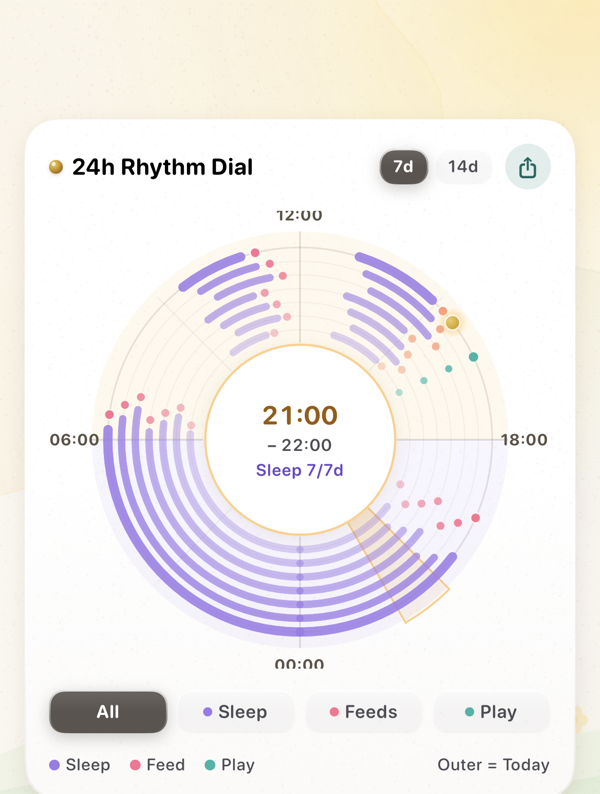 24h Rhythm Dial
7d
14d
12:00
06:00
18:00
21:00
– 22:00
Sleep 7/7d
00:00
All
Sleep
Feeds
Play
Sleep
Feed
Play
Outer = Today